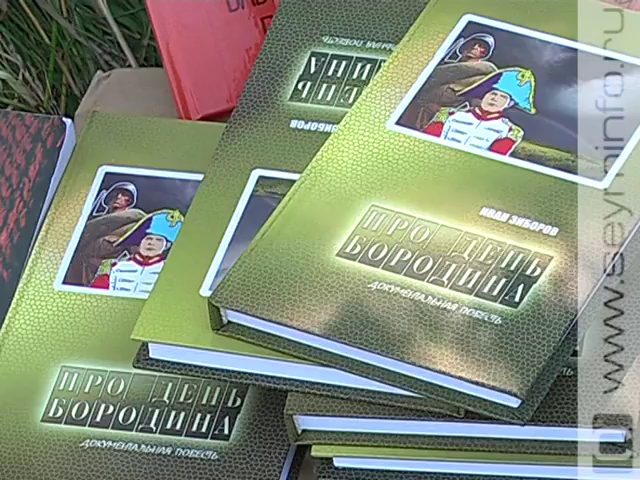 ИВАН ЗИБОРОВ
ПРО ДЕНЬ
БОРОДИНА
ДОКУМЕНТАЛЬНАЯ ПОВЕСТЬ
ПРО ДЕНЬ
БОРОДИНА
ДОКУМЕНТАЛЬНАЯ ПОВЕСТЬ
www.seyminfo.ru